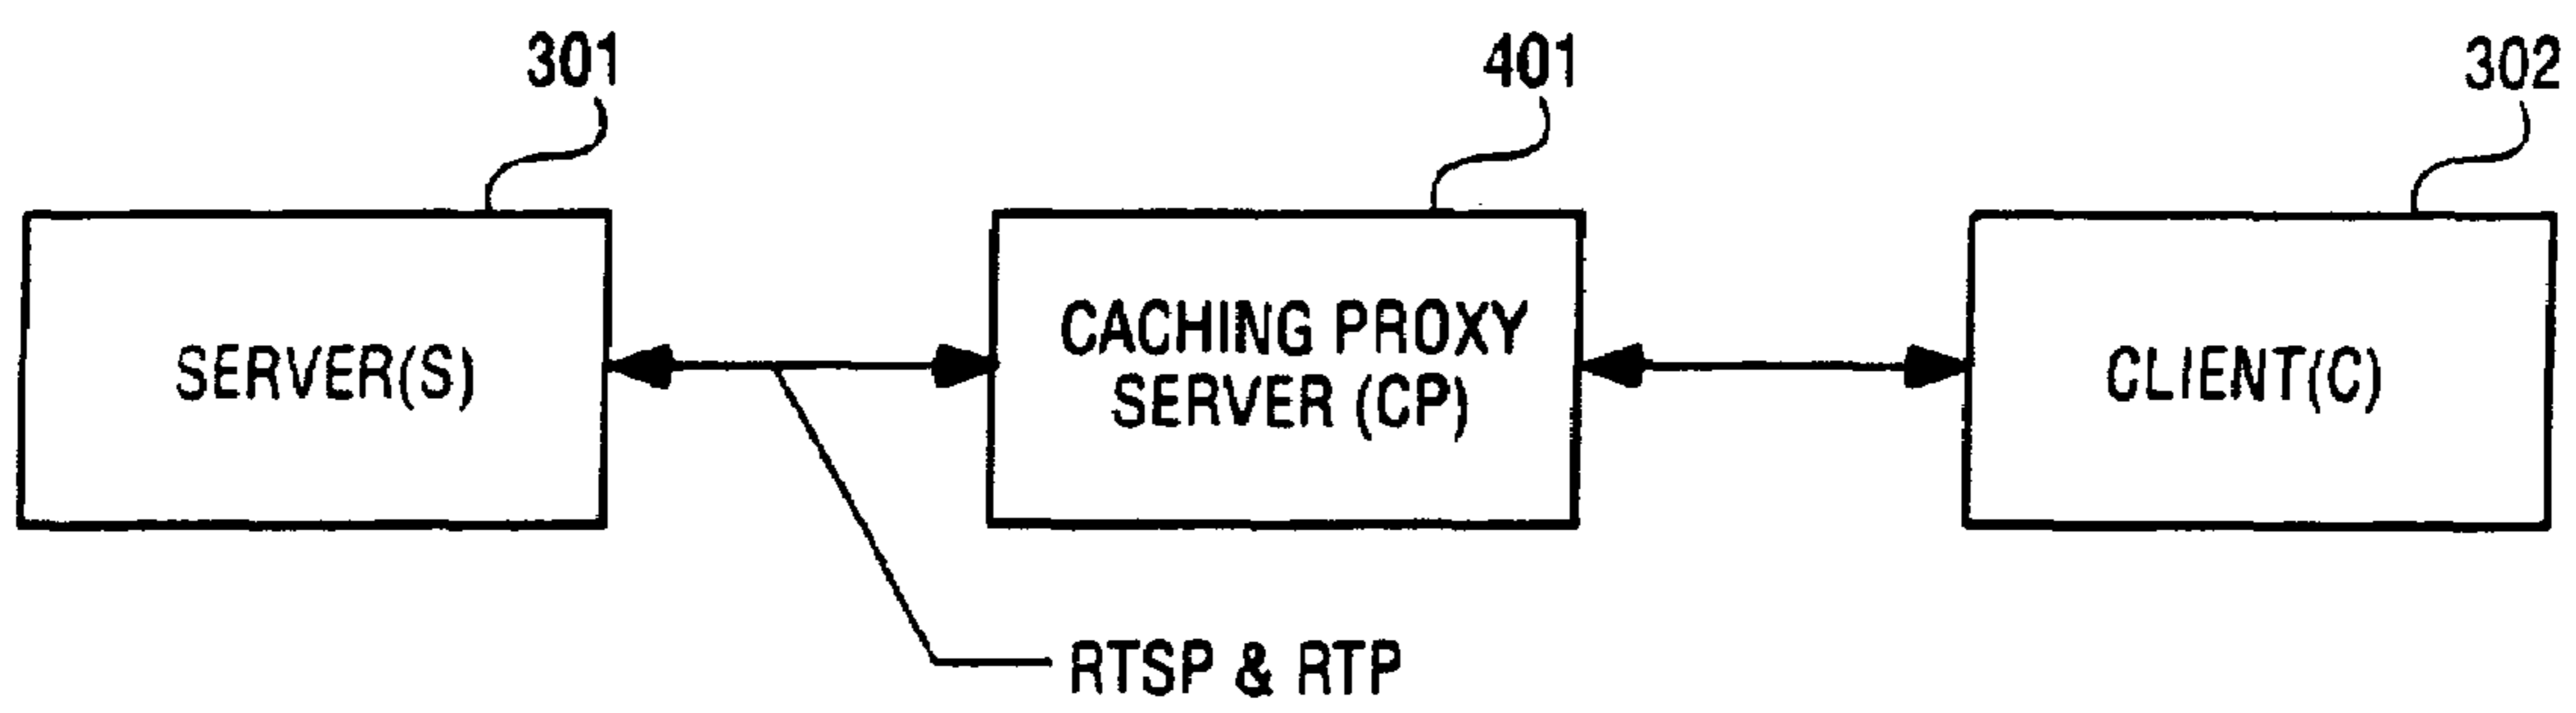 301
401
302
SERVER(S)
CACHING PROXY
SERVER (CP)
CLIENT(C)
RTSP & RTP